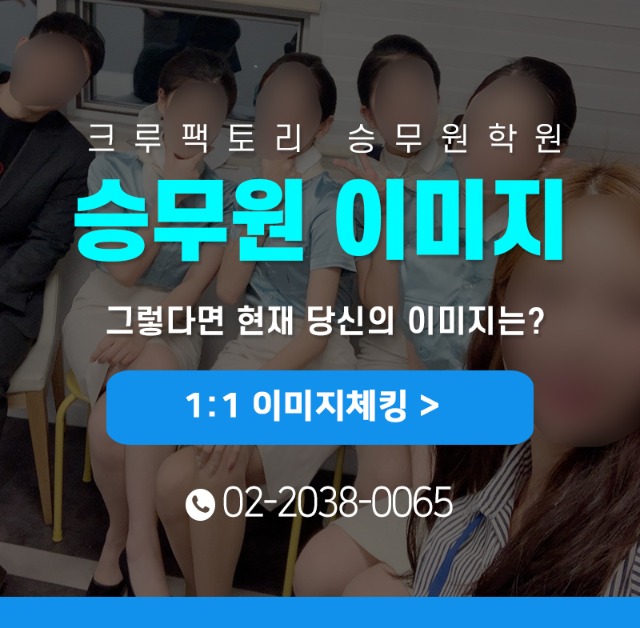 크루팩토리 승무원학원
승무원 이미지
그렇다면 현재 당신의 이미지는?
1:1 이미지체킹 >
02-2038-0065